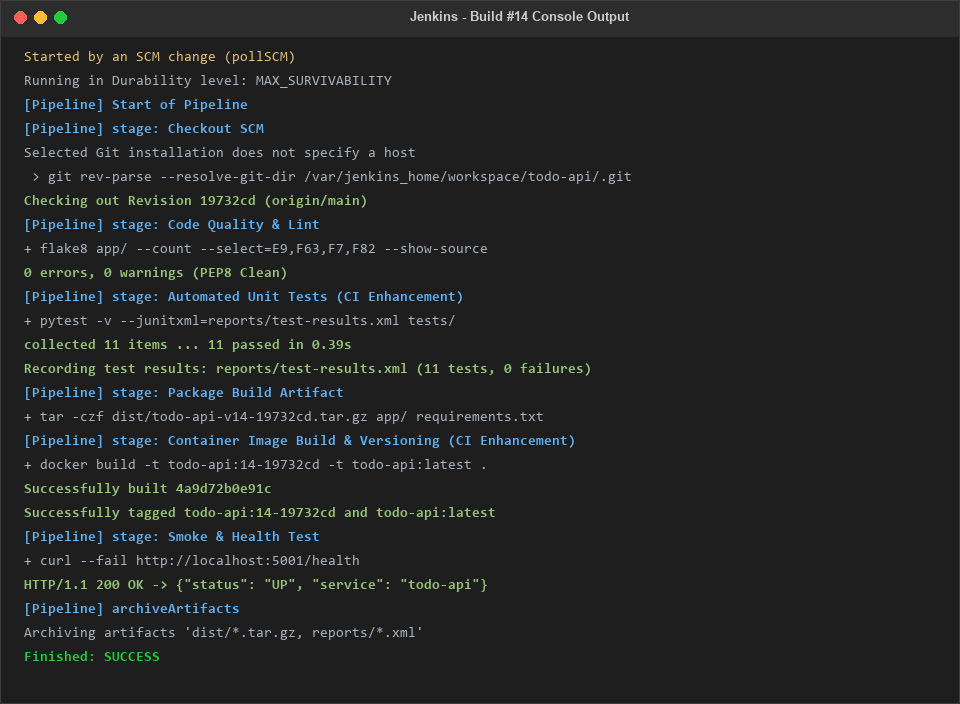 Jenkins - Build #14 Console Output
Started by an SCM change (pollSCM)
Running in Durability level: MAX_SURVIVABILITY
[Pipeline] Start of Pipeline
[Pipeline] stage: Checkout SCM
Selected Git installation does not specify a host
 > git rev-parse --resolve-git-dir /var/jenkins_home/workspace/todo-api/.git
Checking out Revision 19732cd (origin/main)
[Pipeline] stage: Code Quality & Lint
+ flake8 app/ --count --select=E9,F63,F7,F82 --show-source
0 errors, 0 warnings (PEP8 Clean)
[Pipeline] stage: Automated Unit Tests (CI Enhancement)
+ pytest -v --junitxml=reports/test-results.xml tests/
collected 11 items ... 11 passed in 0.39s
Recording test results: reports/test-results.xml (11 tests, 0 failures)
[Pipeline] stage: Package Build Artifact
+ tar -czf dist/todo-api-v14-19732cd.tar.gz app/ requirements.txt
[Pipeline] stage: Container Image Build & Versioning (CI Enhancement)
+ docker build -t todo-api:14-19732cd -t todo-api:latest .
Successfully built 4a9d72b0e91c
Successfully tagged todo-api:14-19732cd and todo-api:latest
[Pipeline] stage: Smoke & Health Test
+ curl --fail http://localhost:5001/health
HTTP/1.1 200 OK -> {"status": "UP", "service": "todo-api"}
[Pipeline] archiveArtifacts
Archiving artifacts 'dist/*.tar.gz, reports/*.xml'
Finished: SUCCESS